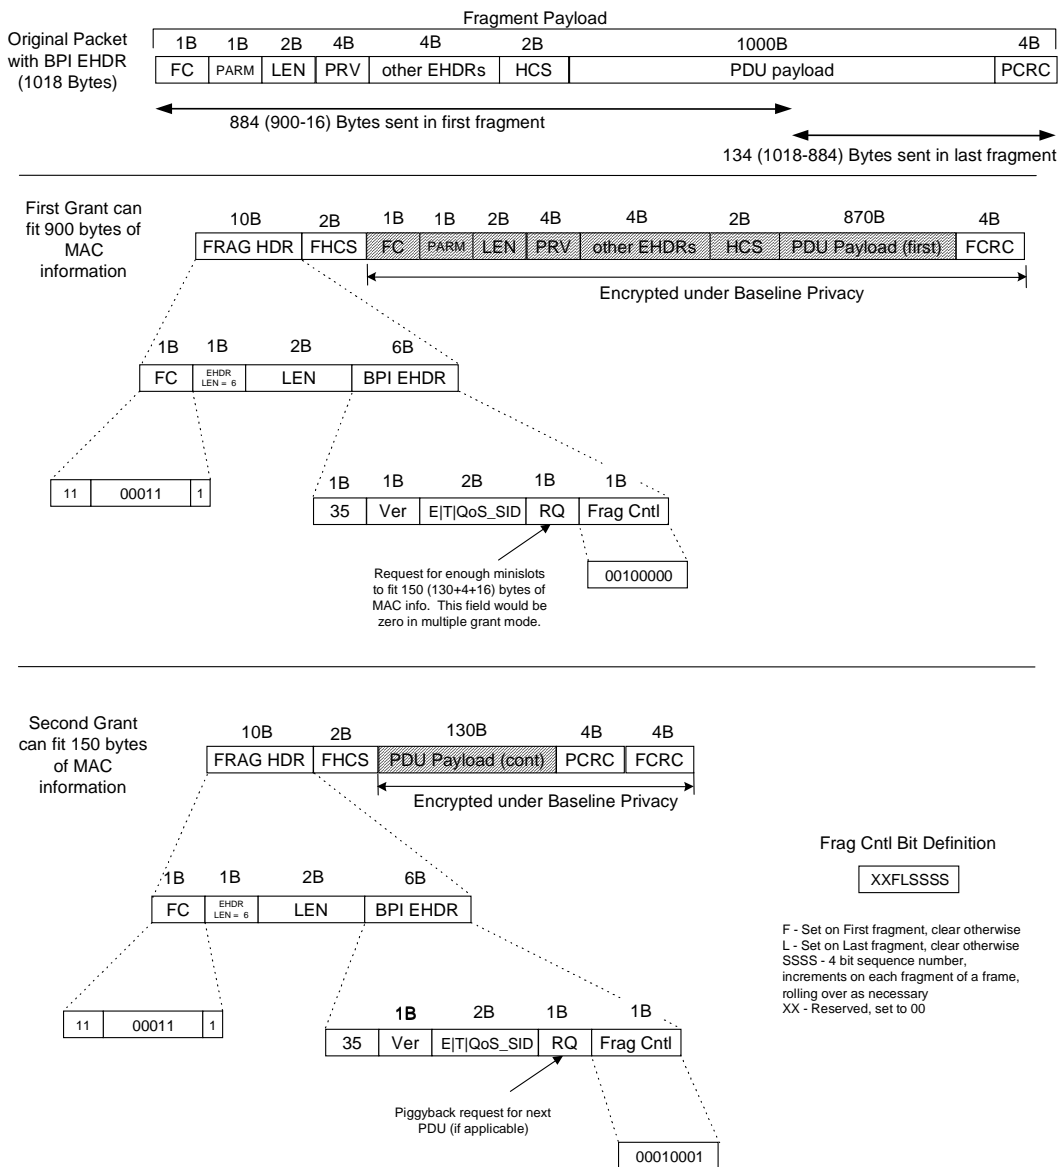 Fragment Payload
Original Packet
with BPI EHDR
(1018 Bytes)
1B 1B 2B 4B 4B 2B 1000B 4B
FC PARM LEN PRV other EHDRs HCS PDU payload PCRC
884 (900-16) Bytes sent in first fragment
134 (1018-884) Bytes sent in last fragment
First Grant can
fit 900 bytes of
MAC
information
10B 2B 1B 1B 2B 4B 4B 2B 870B 4B
FRAG HDR FHCS FC PARM LEN PRV other EHDRs HCS PDU Payload (first) FCRC
Encrypted under Baseline Privacy
1B 1B 2B 6B
FC EHDR LEN = 6 LEN BPI EHDR
11 00011 1
1B 1B 2B 1B 1B
35 Ver E|T|QoS_SID RQ Frag Cntl
Request for enough minislots
to fit 150 (130+4+16) bytes of
MAC info. This field would be
zero in multiple grant mode.
00100000
Second Grant
can fit 150 bytes
of MAC
information
10B 2B 130B 4B 4B
FRAG HDR FHCS PDU Payload (cont) PCRC FCRC
Encrypted under Baseline Privacy
1B 1B 2B 6B
FC EHDR LEN = 6 LEN BPI EHDR
11 00011 1
1B 2B 1B 1B
35 Ver E|T|QoS_SID RQ Frag Cntl
Piggyback request for next
PDU (if applicable)
00010001
Frag Cntl Bit Definition
XXFLSSSS
F - Set on First fragment, clear otherwise
L - Set on Last fragment, clear otherwise
SSSS - 4 bit sequence number,
increments on each fragment of a frame,
rolling over as necessary
XX - Reserved, set to 00